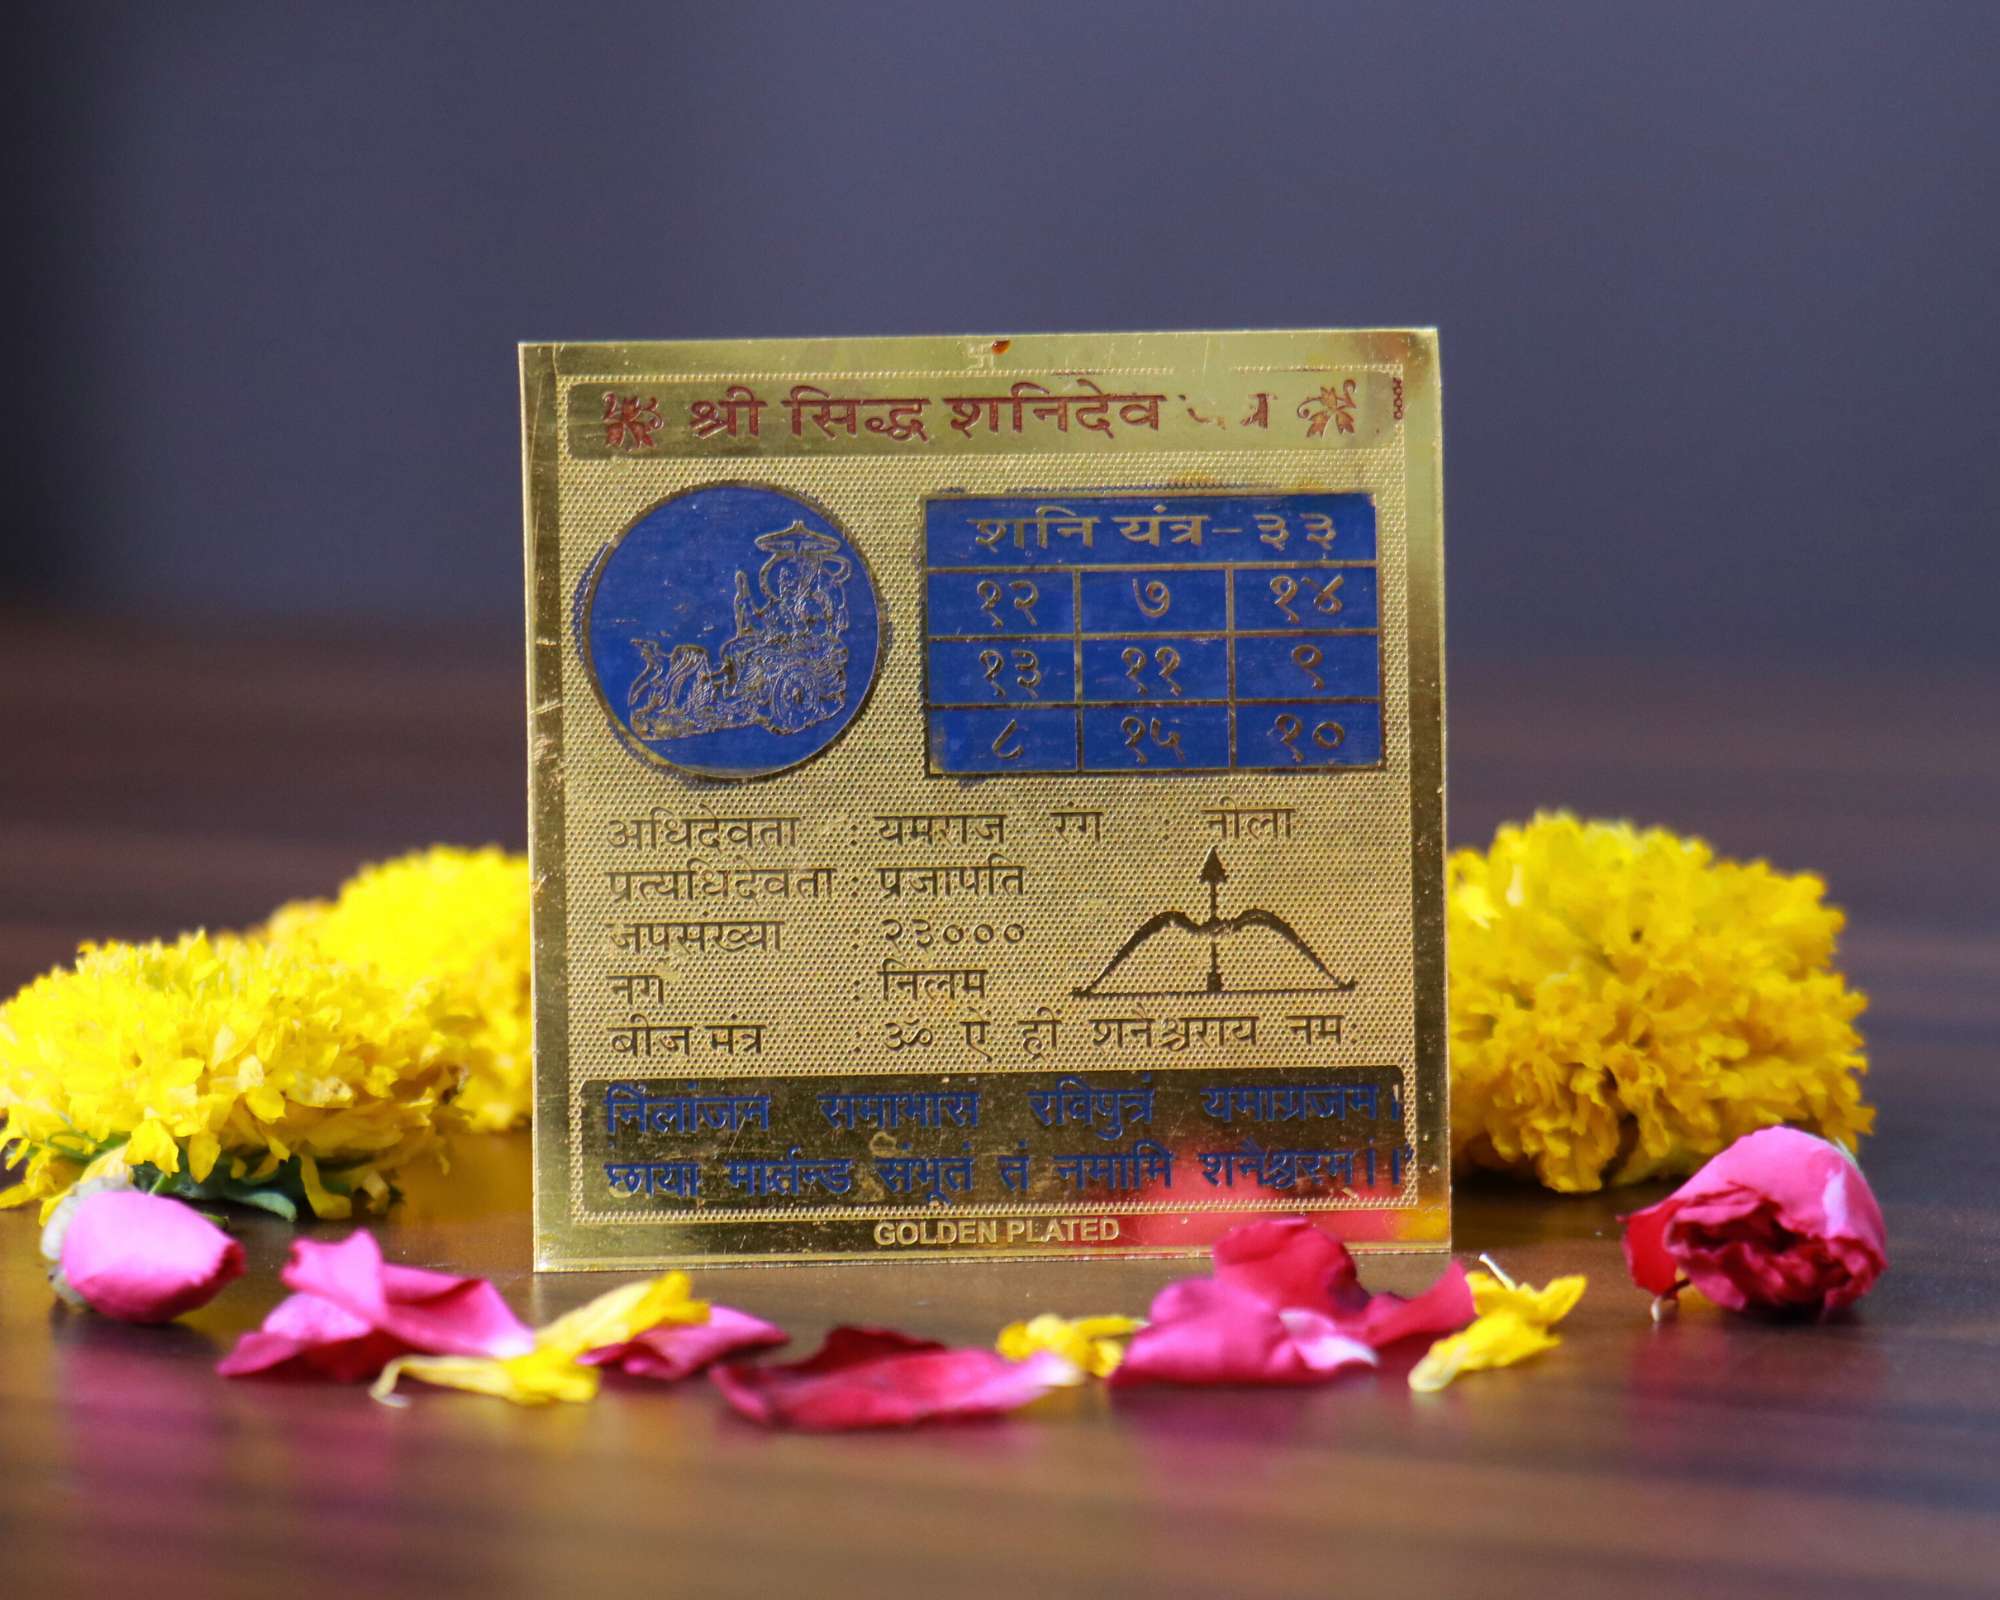 श्री सिद्ध शनिदेव
शनि यंत्र - ३३
१२ ७ १४
१३ ११ ९
८ १५ १०
अधिदेवता : यमराज रंग : नीला
प्रत्यधिदेवता : प्रजापति
जपसंख्या : २३०००
नग : निलम
बीज मंत्र : ॐ ऐं ह्रीं शनैश्चराय नमः
निलांजन समाभासं रविपुत्रं यमाग्रजम।
छाया मार्तन्ड संभूतं तं नमामि शनैश्चरम्।।
GOLDEN PLATED